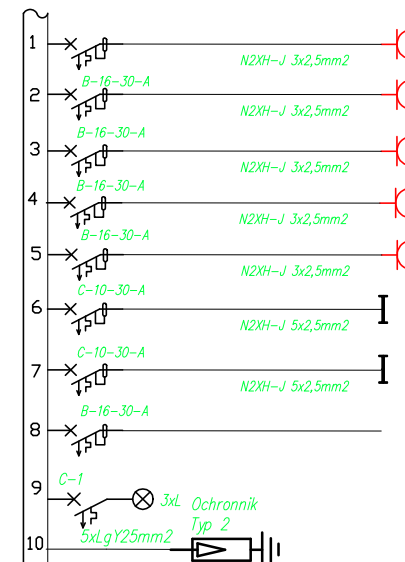 1
N2XH-J 3x2,5mm2
B-16-30-A
2
N2XH-J 3x2,5mm2
B-16-30-A
3
N2XH-J 3x2,5mm2
B-16-30-A
4
N2XH-J 3x2,5mm2
B-16-30-A
5
N2XH-J 3x2,5mm2
C-10-30-A
6
N2XH-J 5x2,5mm2
C-10-30-A
7
N2XH-J 5x2,5mm2
B-16-30-A
8
C-1
9
3xL
Ochronnik
Typ 2
5xLgY25mm2
10